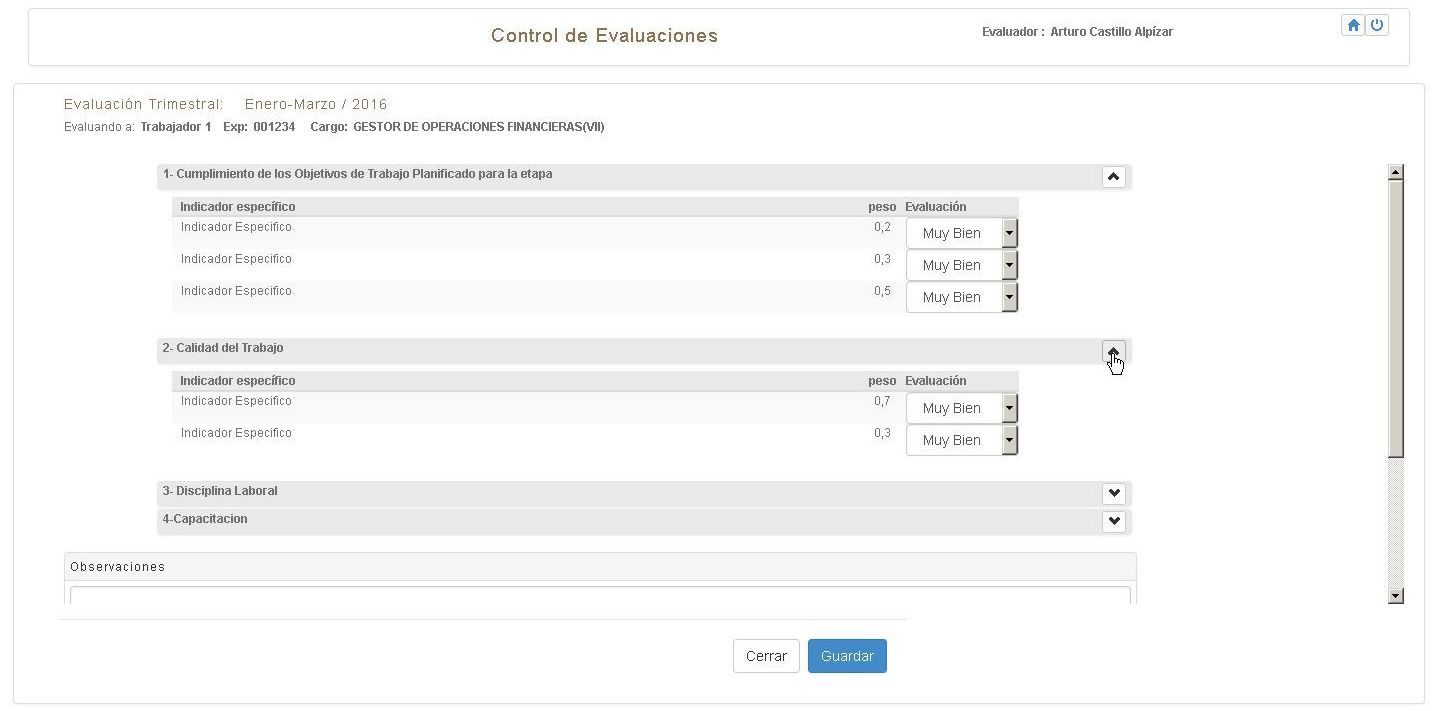 Control de Evaluaciones
Evaluador : Arturo Castillo Alpízar
Evaluación Trimestral: Enero-Marzo / 2016
Evaluando a: Trabajador 1 Exp: 001234 Cargo: GESTOR DE OPERACIONES FINANCIERAS(VII)
1- Cumplimiento de los Objetivos de Trabajo Planificado para la etapa
Indicador específico peso Evaluación
Indicador Especifico 0,2 Muy Bien
Indicador Especifico 0,3 Muy Bien
Indicador Especifico 0,5 Muy Bien
2- Calidad del Trabajo
Indicador específico peso Evaluación
Indicador Especifico 0,7 Muy Bien
Indicador Especifico 0,3 Muy Bien
3- Disciplina Laboral
4-Capacitacion
Observaciones
Cerrar Guardar